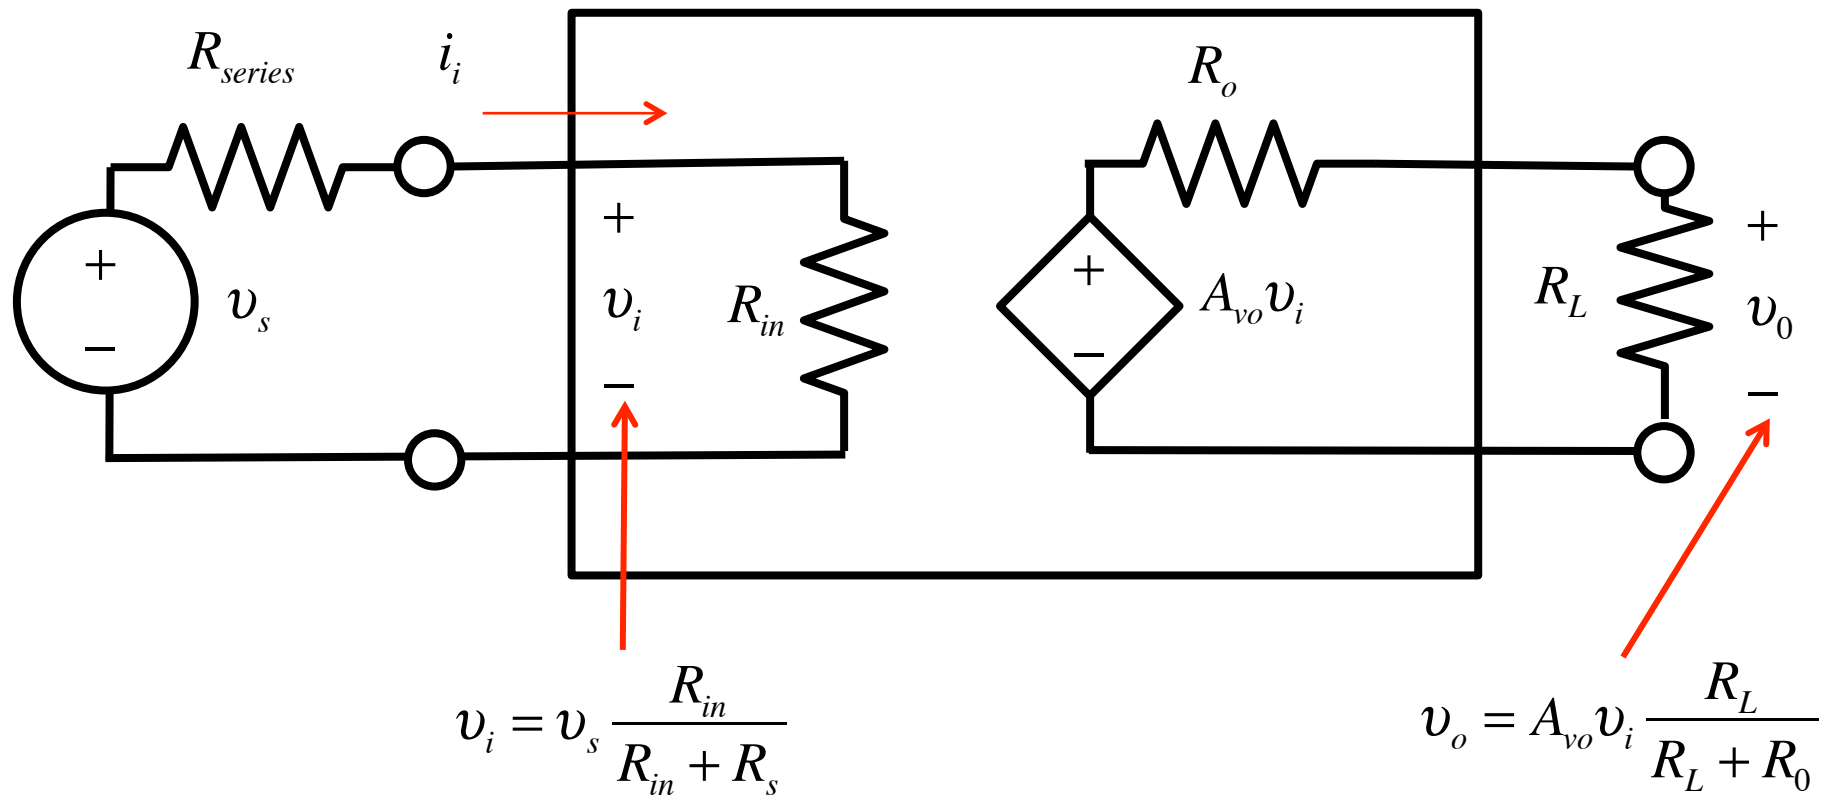 R_series
i_i
R_o
+
−
υ_s
+
υ_i
−
R_in
+
−
A_vo υ_i
R_L
+
υ_0
−
υ_i = υ_s R_in / (R_in + R_s)
υ_o = A_vo υ_i R_L / (R_L + R_0)